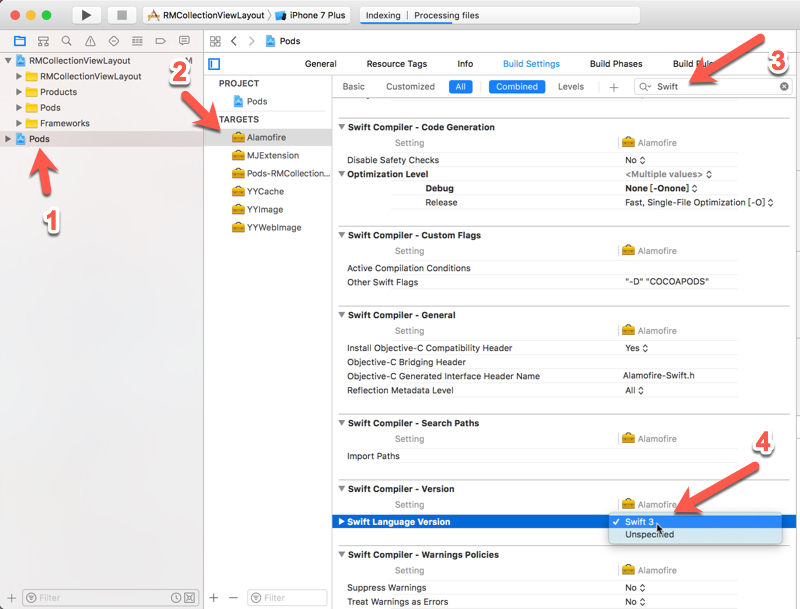 RMCollectionViewLayout
iPhone 7 Plus
Indexing
Processing files
Pods
RMCollectionViewLayout M
RMCollectionViewLayout
Products
Pods
Frameworks
Pods
1
2
General
Resource Tags
Info
Build Settings
Build Phases
Build Rules
3
PROJECT
Pods
TARGETS
Alamofire
MJExtension
Pods-RMCollection...
YYCache
YYImage
YYWebImage
Basic
Customized
All
Combined
Levels
+
Swift
Swift Compiler - Code Generation
Setting Alamofire
Disable Safety Checks No
Optimization Level <Multiple values>
Debug None [-Onone]
Release Fast, Single-File Optimization [-O]
Swift Compiler - Custom Flags
Setting Alamofire
Active Compilation Conditions
Other Swift Flags "-D" "COCOAPODS"
Swift Compiler - General
Setting Alamofire
Install Objective-C Compatibility Header Yes
Objective-C Bridging Header
Objective-C Generated Interface Header Name Alamofire-Swift.h
Reflection Metadata Level All
Swift Compiler - Search Paths
Setting Alamofire
Import Paths
4
Swift Compiler - Version
Setting Alamofire
Swift Language Version Swift 3
Unspecified
Swift Compiler - Warnings Policies
Setting Alamofire
Suppress Warnings No
Treat Warnings as Errors No
Filter
Filter